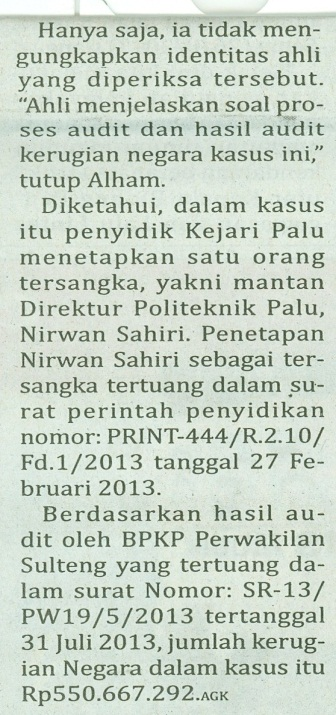 Hanya saja, ia tidak men-
gungkapkan identitas ahli
yang diperiksa tersebut.
“Ahli menjelaskan soal pro-
ses audit dan hasil audit
kerugian negara kasus ini,”
tutup Alham.
Diketahui, dalam kasus
itu penyidik Kejari Palu
menetapkan satu orang
tersangka, yakni mantan
Direktur Politeknik Palu,
Nirwan Sahiri. Penetapan
Nirwan Sahiri sebagai ter-
sangka tertuang dalam su-
rat perintah penyidikan
nomor: PRINT-444/R.2.10/
Fd.1/2013 tanggal 27 Fe-
bruari 2013.
Berdasarkan hasil au-
dit oleh BPKP Perwakilan
Sulteng yang tertuang da-
lam surat Nomor: SR-13/
PW19/5/2013 tertanggal
31 Juli 2013, jumlah kerug-
ian Negara dalam kasus itu
Rp550.667.292.AGK